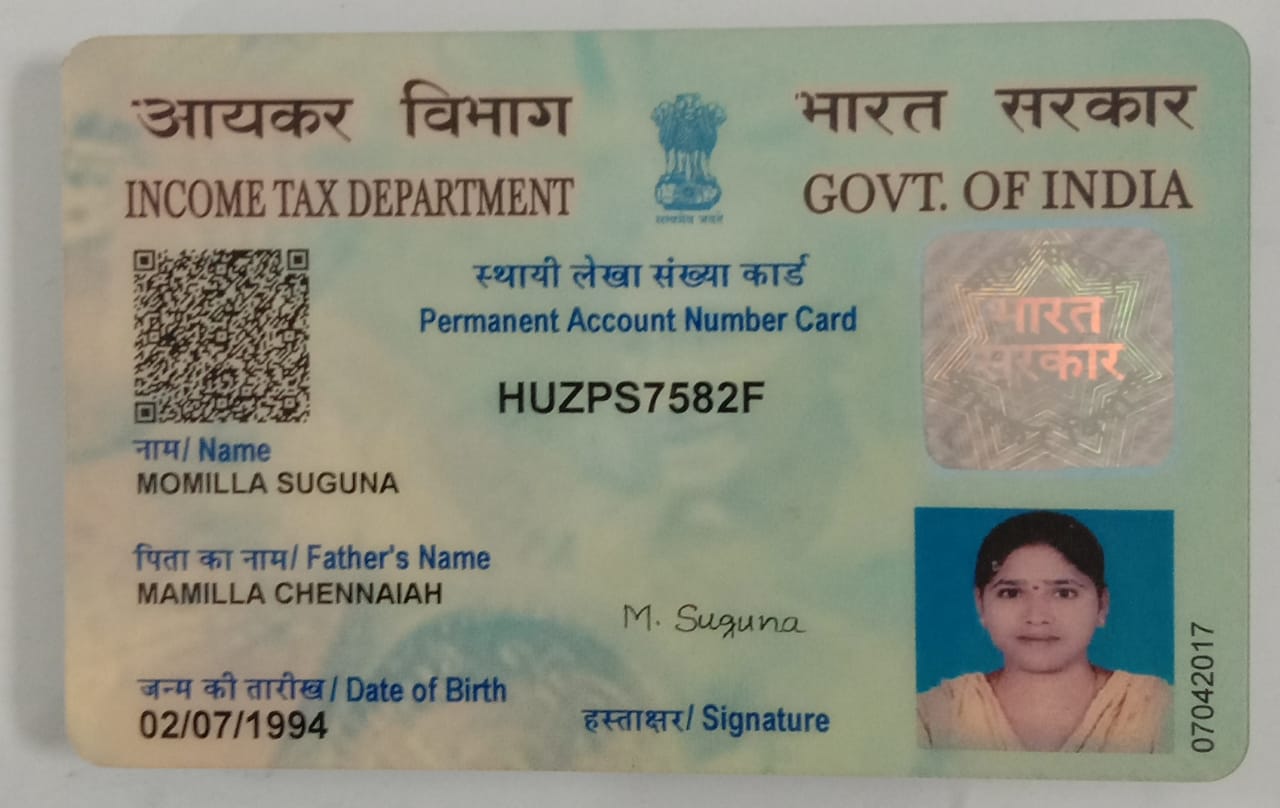 आयकर विभाग
भारत सरकार
INCOME TAX DEPARTMENT
GOVT. OF INDIA
सत्यमेव जयते
स्थायी लेखा संख्या कार्ड
Permanent Account Number Card
HUZPS7582F
भारत
सरकार
नाम/ Name
MOMILLA SUGUNA
पिता का नाम/ Father's Name
MAMILLA CHENNAIAH
M. Suguna
जन्म की तारीख/ Date of Birth
02/07/1994
हस्ताक्षर/ Signature
07042017